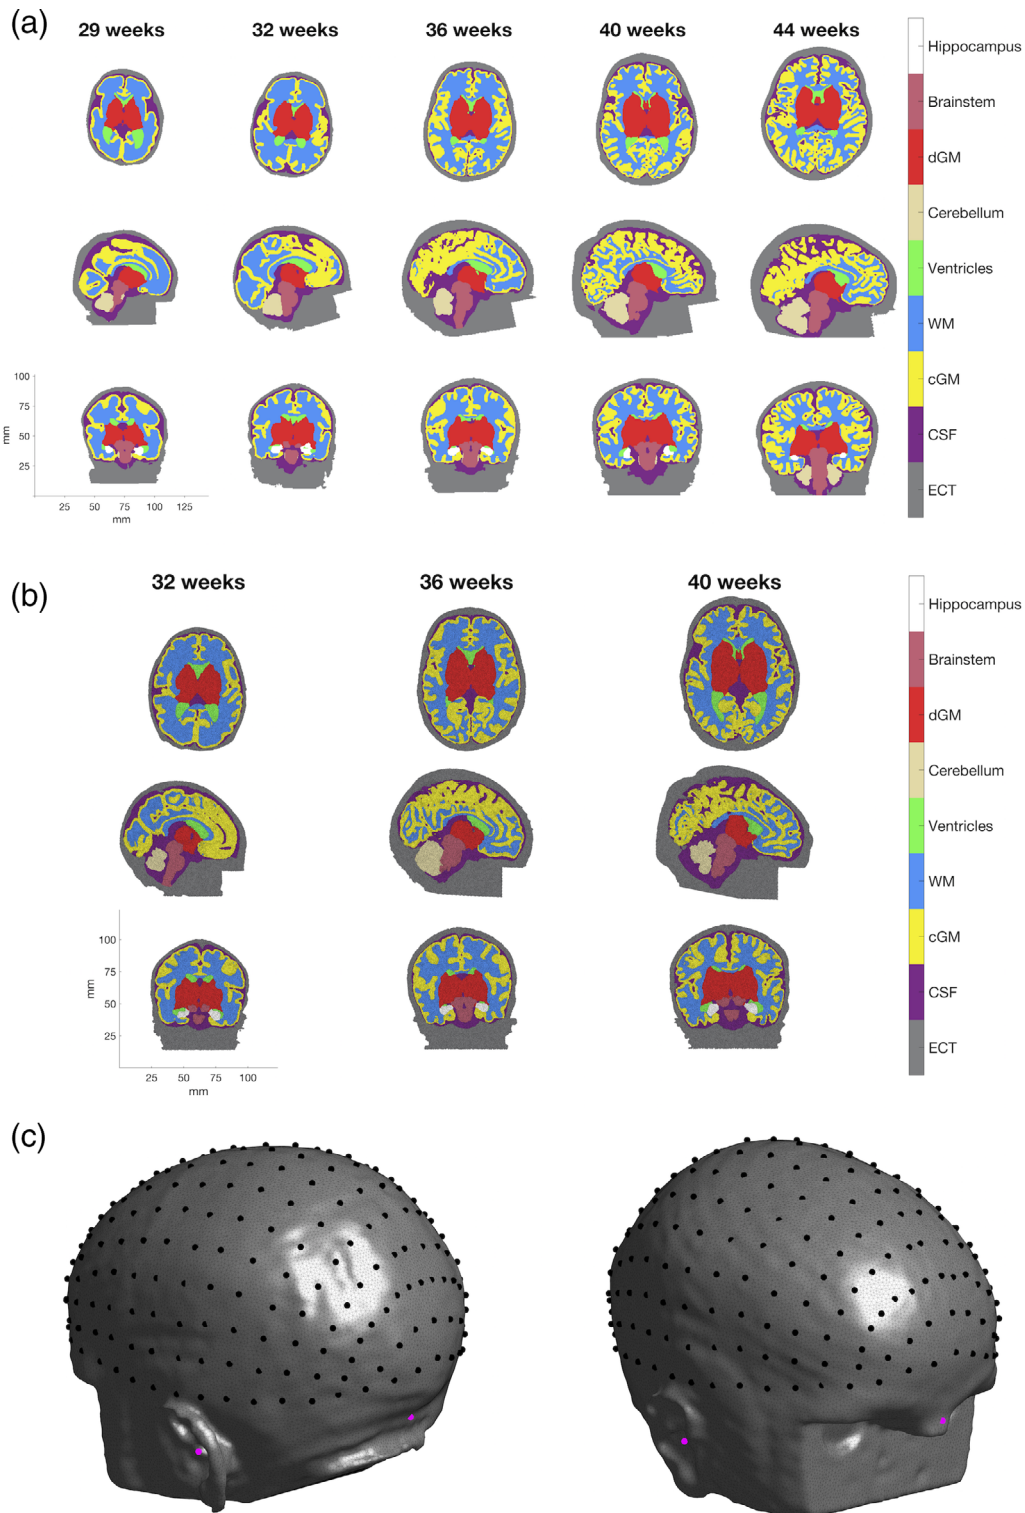 (a)
29 weeks 32 weeks 36 weeks 40 weeks 44 weeks
Hippocampus
Brainstem
dGM
Cerebellum
Ventricles
WM
cGM
CSF
ECT
100
75
50
25
mm
25 50 75 100 125
mm
(b)
32 weeks 36 weeks 40 weeks
Hippocampus
Brainstem
dGM
Cerebellum
Ventricles
WM
cGM
CSF
ECT
100
75
50
25
mm
25 50 75 100
mm
(c)